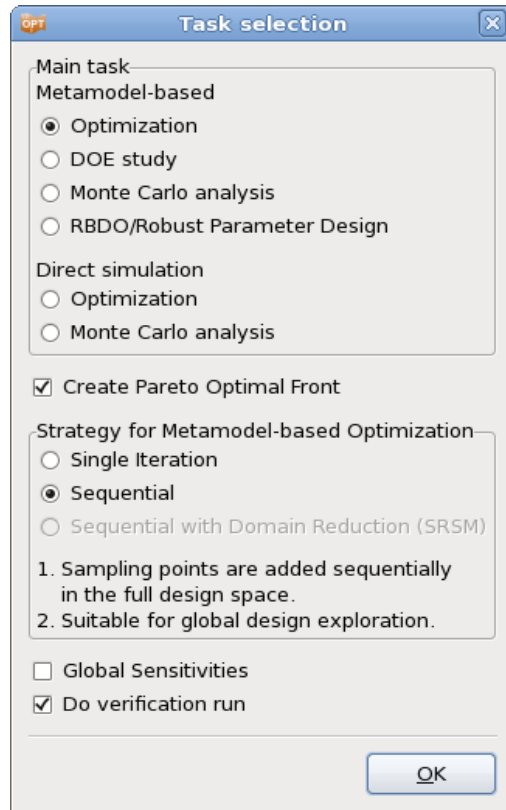 OPT
Task selection
Main task
Metamodel-based
Optimization
DOE study
Monte Carlo analysis
RBDO/Robust Parameter Design
Direct simulation
Optimization
Monte Carlo analysis
Create Pareto Optimal Front
Strategy for Metamodel-based Optimization
Single Iteration
Sequential
Sequential with Domain Reduction (SRSM)
1. Sampling points are added sequentially
in the full design space.
2. Suitable for global design exploration.
Global Sensitivities
Do verification run
OK